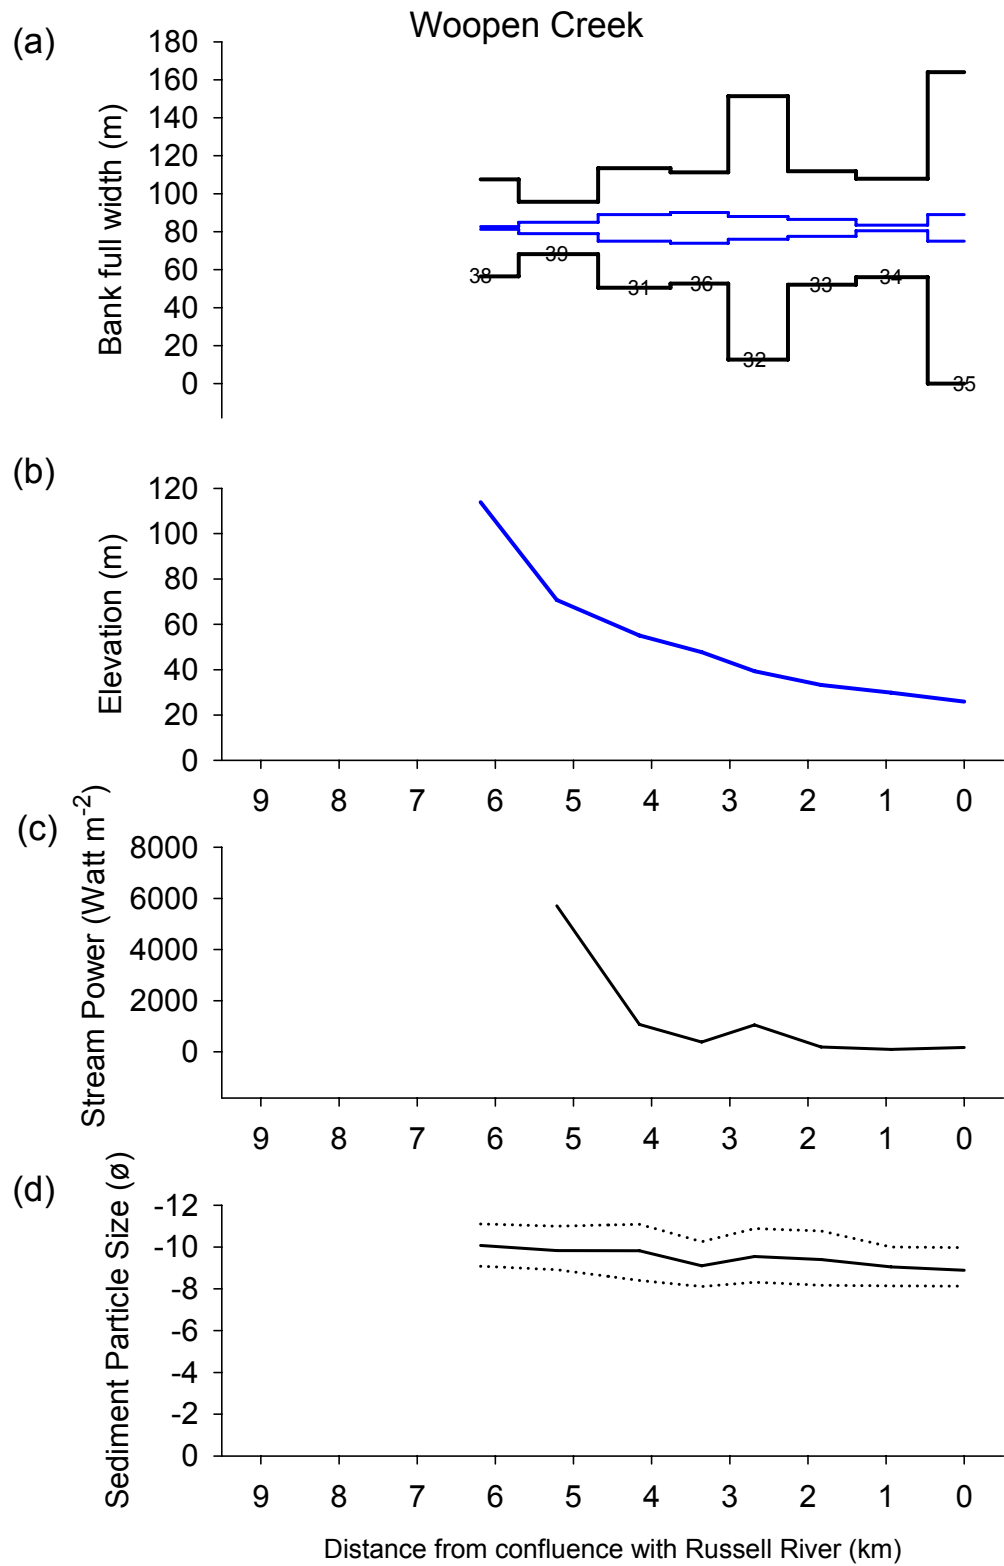 Woopen Creek
(a)
Bank full width (m)
180
160
140
120
100
80
60
40
20
0
38
39
31
36
32
33
34
35
(b)
Elevation (m)
120
100
80
60
40
20
0
9 8 7 6 5 4 3 2 1 0
(c)
Stream Power (Watt m-2)
8000
6000
4000
2000
0
9 8 7 6 5 4 3 2 1 0
(d)
Sediment Particle Size (ø)
-12
-10
-8
-6
-4
-2
0
9 8 7 6 5 4 3 2 1 0
Distance from confluence with Russell River (km)